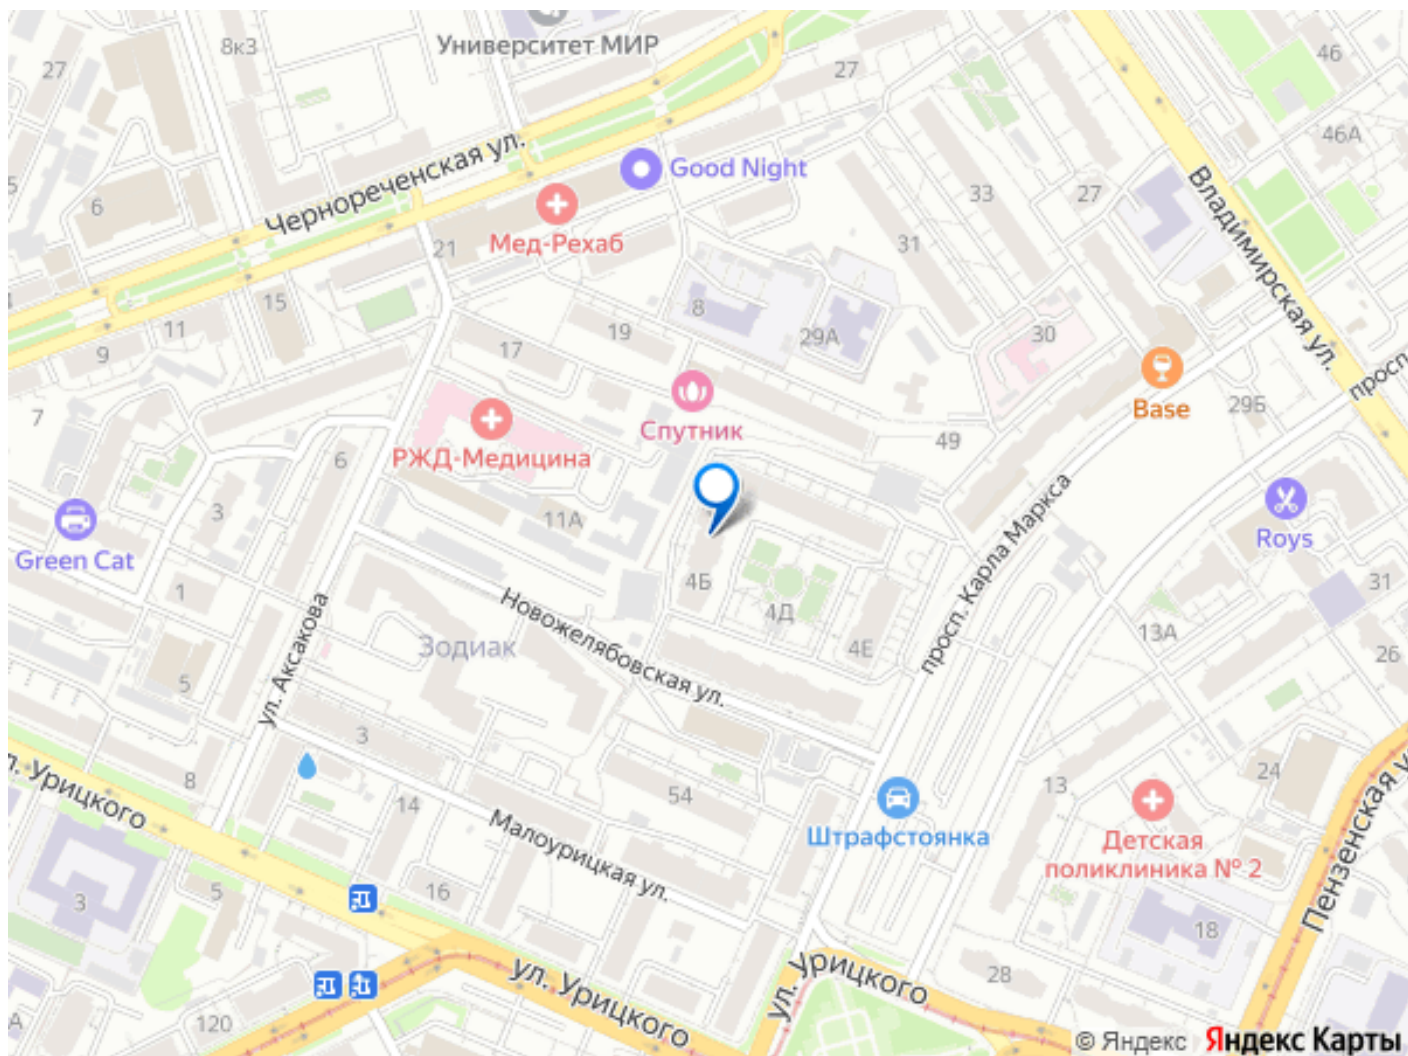 Университет МИР
8к3
27
27
46
46А
Чернореченская ул.
Good Night
Мед-Рехаб
6
21
33
27
31
Владимирская ул.
15
11
9
19
17
8
29А
30
7
Спутник
РЖД-Медицина
Base
29Б
49
просп.
6
3
11А
Green Cat
Roys
просп. Карла Маркса
1
4Б
4Д
4Е
31
13А
26
Новожелябовская ул.
Зодиак
ул. Аксакова
5
3
8
14
54
13
24
Штрафстоянка
Детская
поликлиника № 2
Малоурицкая ул.
16
л. Урицкого
3
5
18
Пензенская у
ул. Урицкого
ул. Урицкого
28
120
А
© Яндекс Яндекс Карты